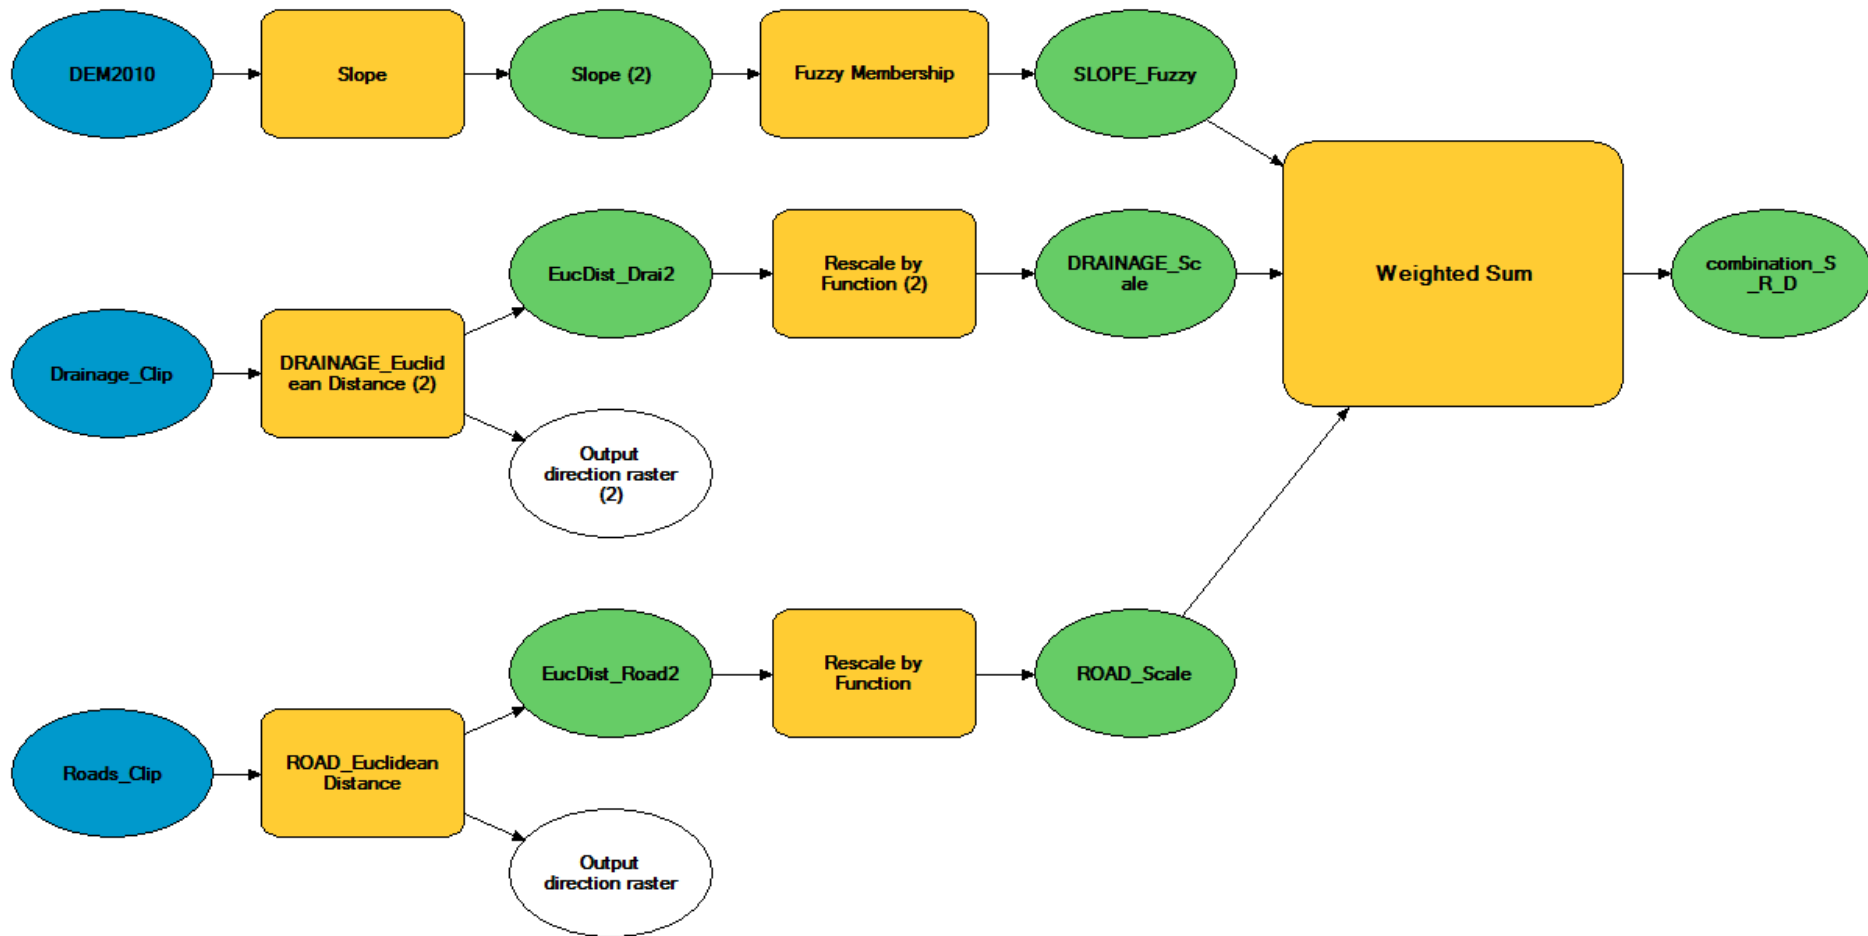 DEM2010
Slope
Slope (2)
Fuzzy Membership
SLOPE_Fuzzy
Drainage_Clip
DRAINAGE_Euclid
ean Distance (2)
EucDist_Drai2
Output
direction raster
(2)
Rescale by
Function (2)
DRAINAGE_Sc
ale
Weighted Sum
combination_S
_R_D
Roads_Clip
ROAD_Euclidean
Distance
EucDist_Road2
Output
direction raster
Rescale by
Function
ROAD_Scale